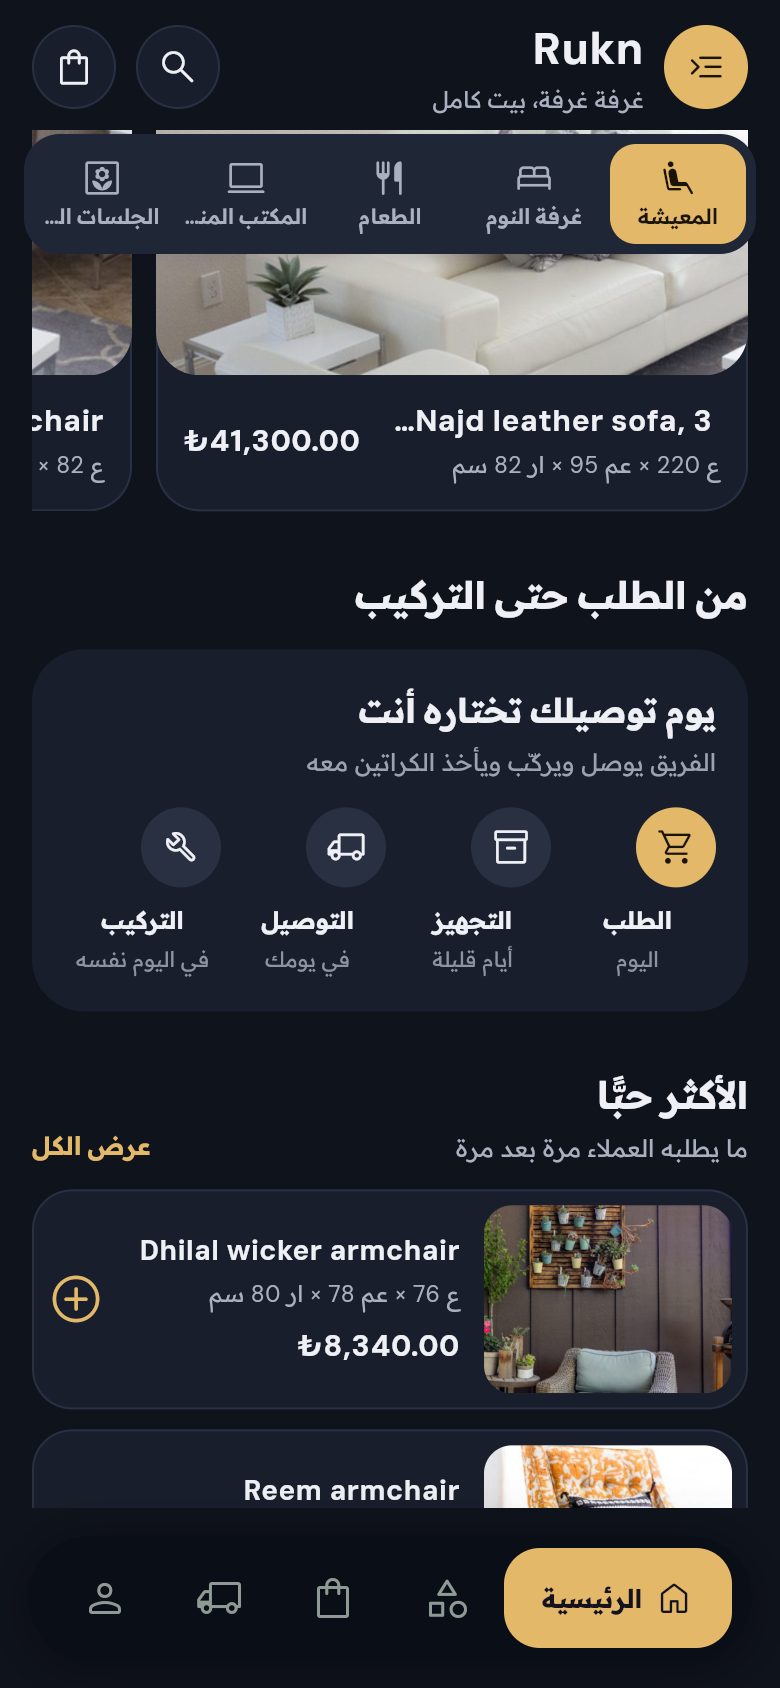 Rukn
غرفة غرفة، بيت كامل
المعيشة
غرفة النوم
الطعام
المكتب المنـ...
الجلسات الـ...
Najd leather sofa, 3...
ع 220 × عم 95 × ار 82 سم
₺41,300.00
chair
ع 82 ×
من الطلب حتى التركيب
يوم توصيلك تختاره أنت
الفريق يوصل ويركّب ويأخذ الكراتين معه
الطلب
اليوم
التجهيز
أيام قليلة
التوصيل
في يومك
التركيب
في اليوم نفسه
الأكثر حبًّا
ما يطلبه العملاء مرة بعد مرة
عرض الكل
Dhilal wicker armchair
ع 76 × عم 78 × ار 80 سم
₺8,340.00
Reem armchair
الرئيسية